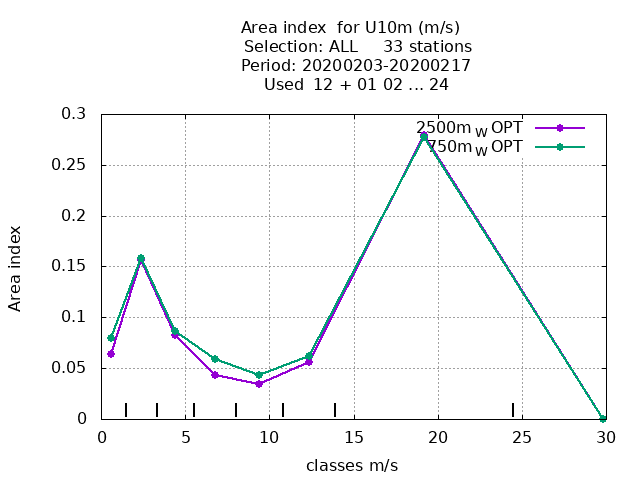 Area index  for U10m (m/s)
Selection: ALL     33 stations
Period: 20200203-20200217
Used  12 + 01 02 ... 24
2500m_W OPT
750m_W OPT
0.3
0.25
0.2
0.15
0.1
0.05
0
Area index
0 5 10 15 20 25 30
classes m/s